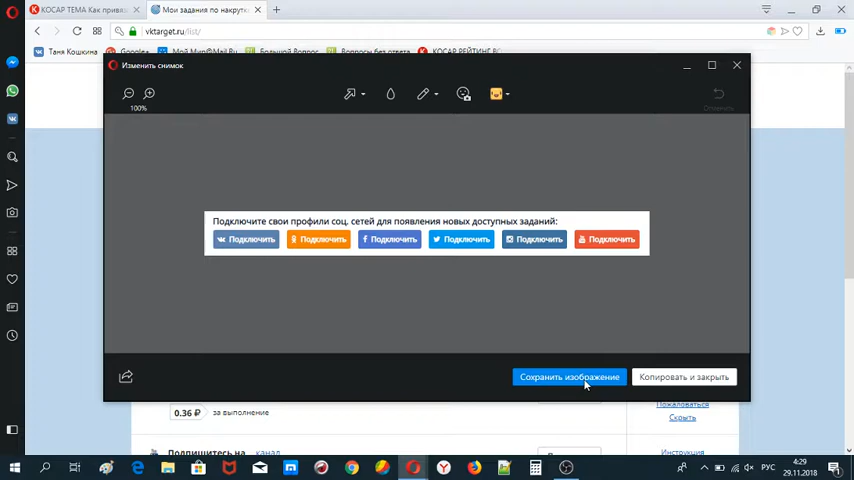 КОСАР ТЕМА Как привяз
Мои задания по накрутк
vktarget.ru/list/
Таня Кошкина
Google+
Мой Мир@Mail.Ru
Большой Вопрос
Вопросы без ответа
КОСАР РЕЙТИНГ ВС
Изменить снимок
100%
Отменить
Подключите свои профили соц. сетей для появления новых доступных заданий:
Подключить Подключить Подключить Подключить Подключить Подключить
Сохранить изображение
Копировать и закрыть
0.36 ₽ за выполнение
Пожаловаться
Скрыть
Подпишитесь на канал
Инструкция
РУС
4:29
29.11.2018